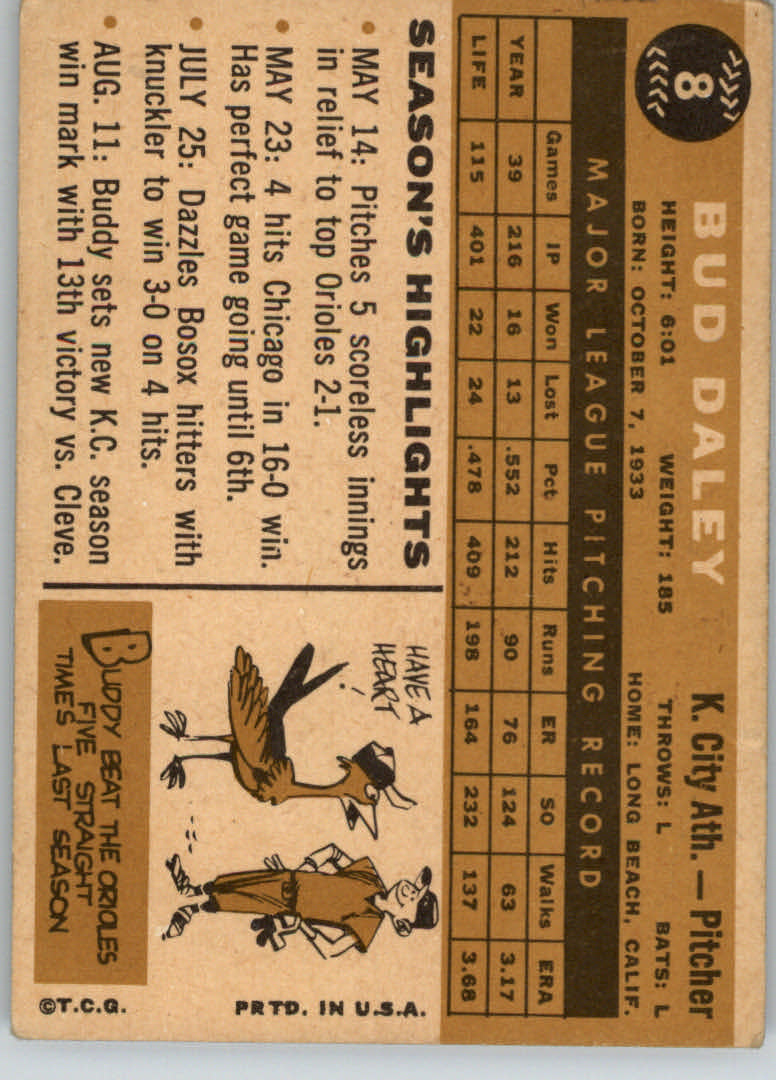 8
BUD DALEY
K. City Ath. — Pitcher
HEIGHT: 6:01 WEIGHT: 185 THROWS: L BATS: L
BORN: OCTOBER 7, 1933 HOME: LONG BEACH, CALIF.
MAJOR LEAGUE PITCHING RECORD
Games IP Won Lost Pct Hits Runs ER SO Walks ERA
YEAR 39 216 16 13 .552 212 90 76 124 63 3.17
LIFE 115 401 22 24 .478 409 198 164 232 137 3.68
SEASON'S HIGHLIGHTS
• MAY 14: Pitches 5 scoreless innings
in relief to top Orioles 2-1.
• MAY 23: 4 hits Chicago in 16-0 win.
Has perfect game going until 6th.
• JULY 25: Dazzles Bosox hitters with
knuckler to win 3-0 on 4 hits.
• AUG. 11: Buddy sets new K.C. season
win mark with 13th victory vs. Cleve.
HAVE A
HEART!
BUDDY BEAT THE ORIOLES
FIVE STRAIGHT
TIMES LAST SEASON
PRTD. IN U.S.A.
©T.C.G.